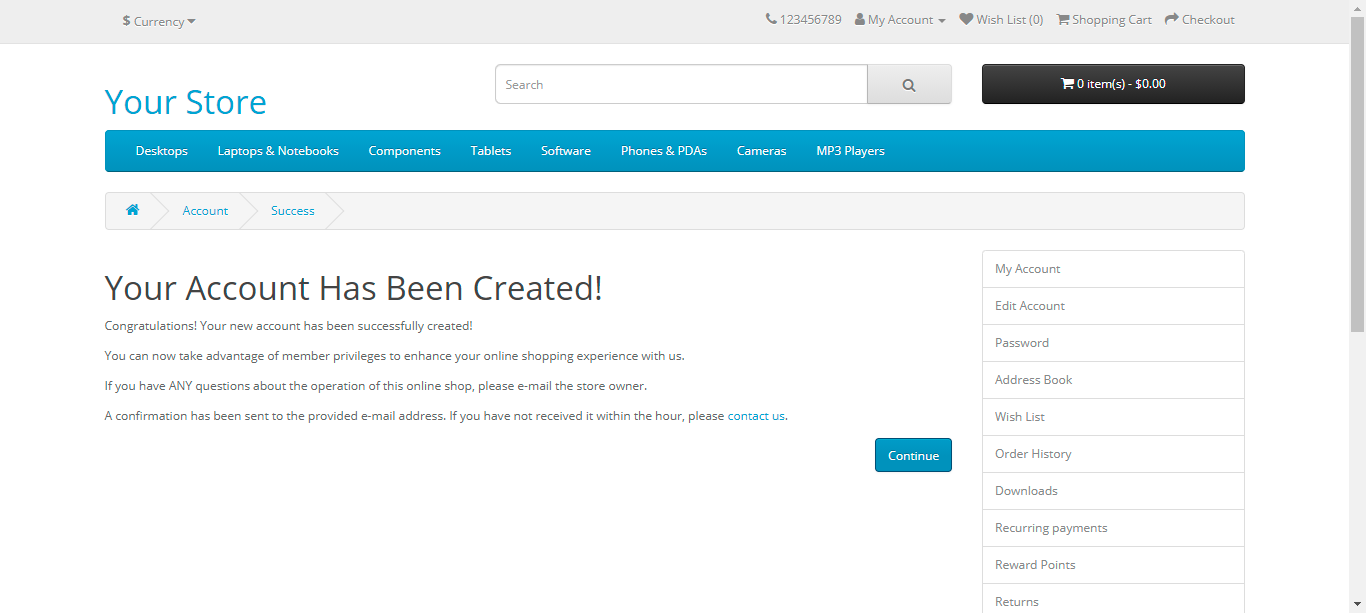 $ Currency
123456789 My Account Wish List (0) Shopping Cart Checkout
Your Store
Search
0 item(s) - $0.00
Desktops Laptops & Notebooks Components Tablets Software Phones & PDAs Cameras MP3 Players
Account Success
Your Account Has Been Created!
Congratulations! Your new account has been successfully created!
You can now take advantage of member privileges to enhance your online shopping experience with us.
If you have ANY questions about the operation of this online shop, please e-mail the store owner.
A confirmation has been sent to the provided e-mail address. If you have not received it within the hour, please contact us.
Continue
My Account
Edit Account
Password
Address Book
Wish List
Order History
Downloads
Recurring payments
Reward Points
Returns